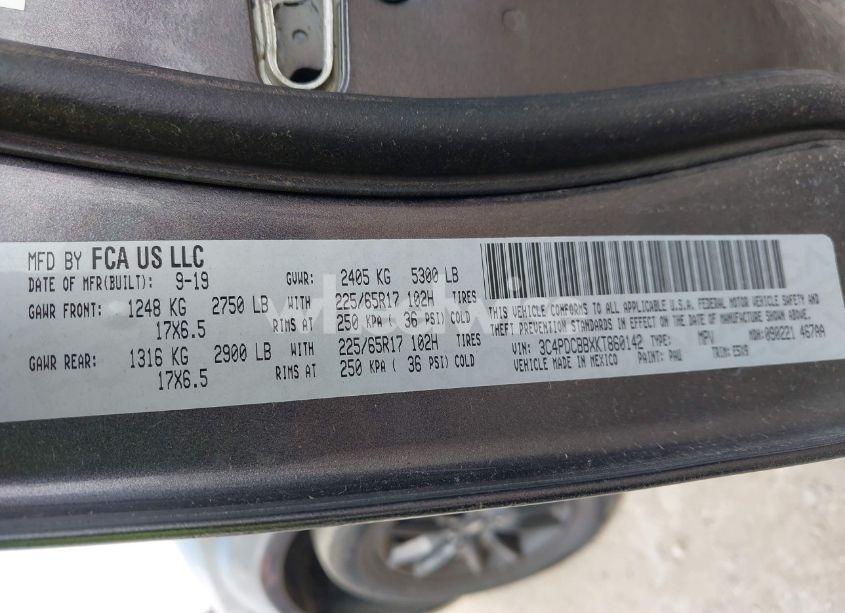 MFD BY FCA US LLC
DATE OF MFR(BUILT): 9-19 GVWR: 2405 KG 5300 LB
GAWR FRONT: 1248 KG 2750 LB WITH 225/65R17 102H TIRES
17X6.5 RIMS AT 250 KPA ( 36 PSI) COLD
GAWR REAR: 1316 KG 2900 LB WITH 225/65R17 102H TIRES
17X6.5 RIMS AT 250 KPA ( 36 PSI) COLD
THIS VEHICLE CONFORMS TO ALL APPLICABLE U.S.A. FEDERAL MOTOR VEHICLE SAFETY AND
THEFT PREVENTION STANDARDS IN EFFECT ON THE DATE OF MANUFACTURE SHOWN ABOVE.
VIN: 3C4PDCBBXKT860142 TYPE: MPV MDH: 090221 467AA
VEHICLE MADE IN MEXICO PAINT: PAU TRIM: